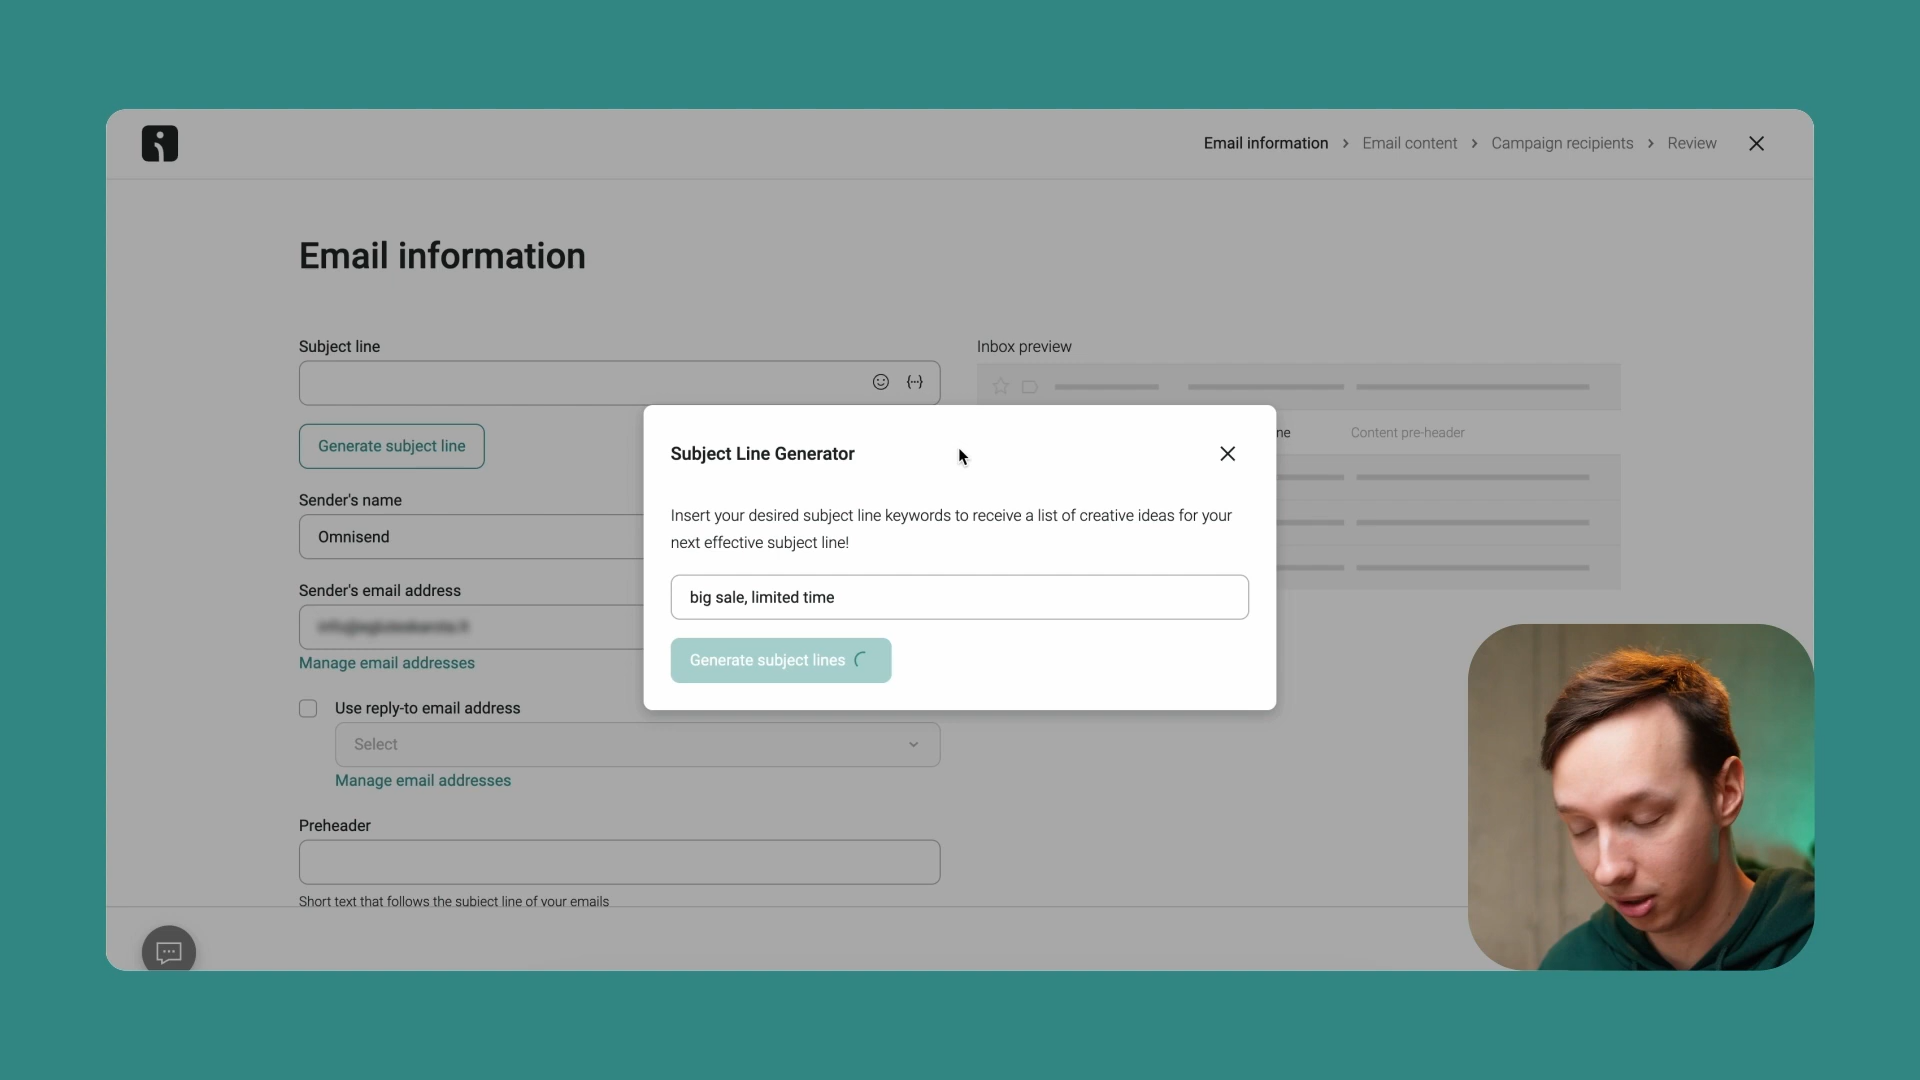 Email information > Email content > Campaign recipients > Review
Email information
Subject line
Inbox preview
Generate subject line
Subject Line Generator
ne
Content pre-header
Sender's name
Insert your desired subject line keywords to receive a list of creative ideas for your
next effective subject line!
Omnisend
Sender's email address
big sale, limited time
Manage email addresses
Generate subject lines
Use reply-to email address
Select
Manage email addresses
Preheader
Short text that follows the subject line of your emails